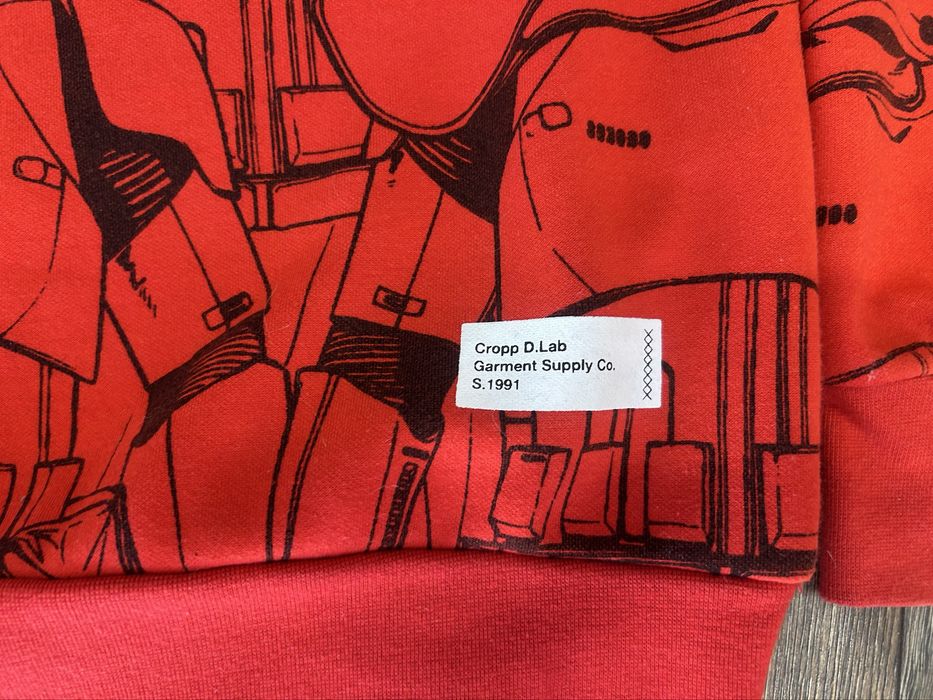 Cropp D.Lab
Garment Supply Co.
S.1991